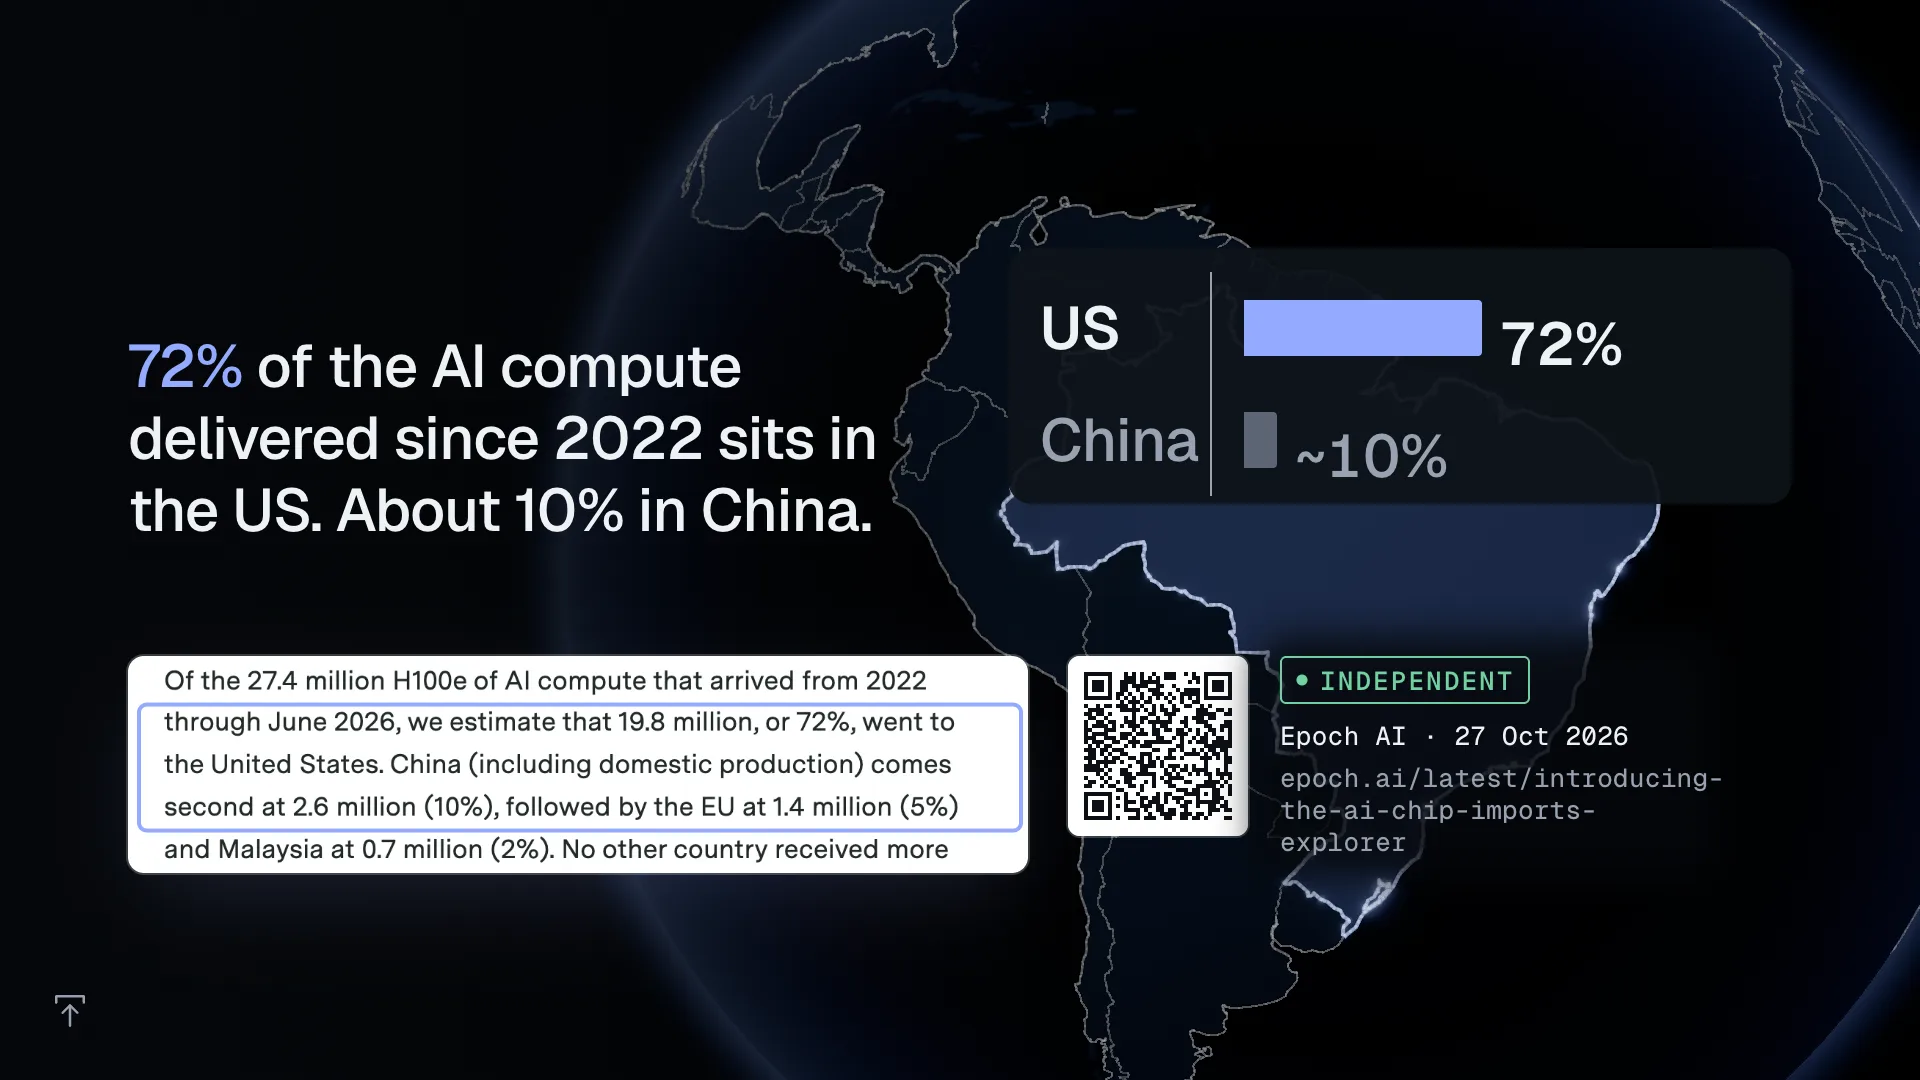 72% of the AI compute
delivered since 2022 sits in
the US. About 10% in China.
US
72%
China
~10%
Of the 27.4 million H100e of AI compute that arrived from 2022
through June 2026, we estimate that 19.8 million, or 72%, went to
the United States. China (including domestic production) comes
second at 2.6 million (10%), followed by the EU at 1.4 million (5%)
and Malaysia at 0.7 million (2%). No other country received more
INDEPENDENT
Epoch AI · 27 Oct 2026
epoch.ai/latest/introducing-
the-ai-chip-imports-
explorer